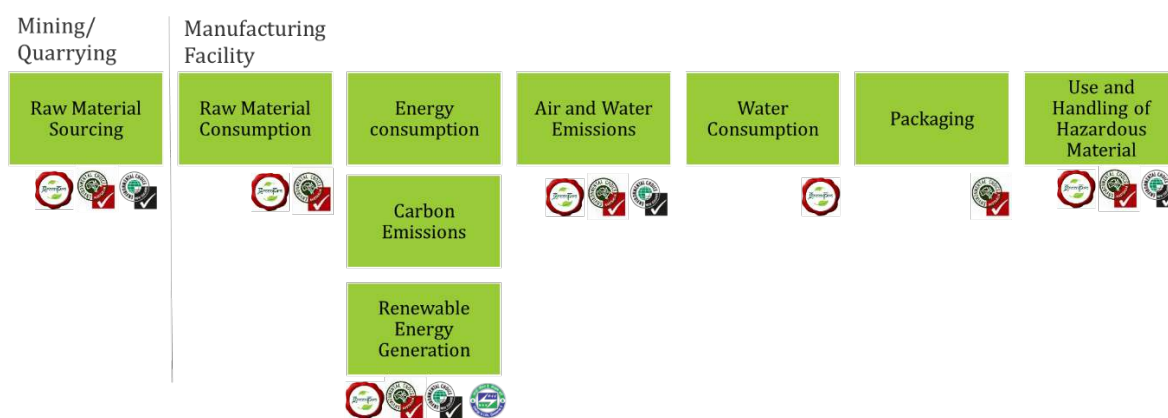 Mining/
Quarrying
Manufacturing
Facility
Raw Material
Sourcing
Raw Material
Consumption
Energy
consumption
Air and Water
Emissions
Water
Consumption
Packaging
Use and
Handling of
Hazardous
Material
Carbon
Emissions
Renewable
Energy
Generation